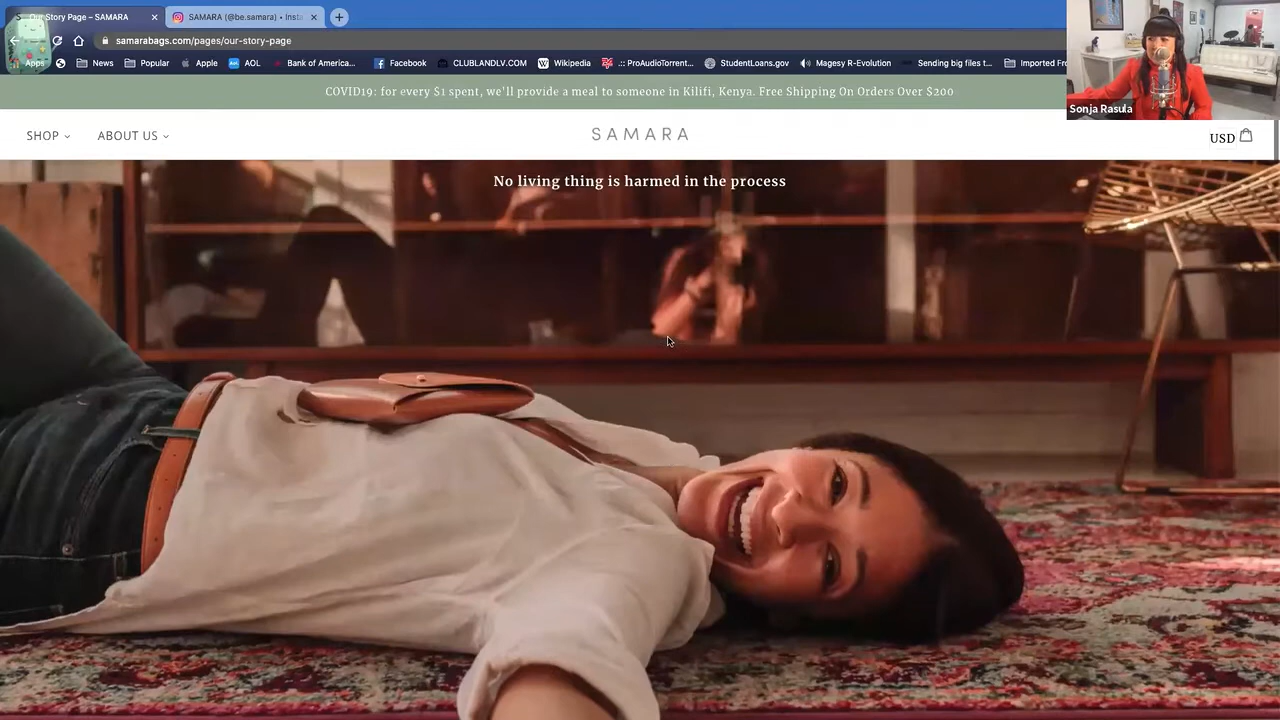 Our Story Page – SAMARA
SAMARA (@be.samara) • Insta
samarabags.com/pages/our-story-page
Apps
News
Popular
Apple
Aol
AOL
Bank of America...
Facebook
CLUBLANDLV.COM
W
Wikipedia
.:: ProAudioTorrent...
StudentLoans.gov
Magesy R-Evolution
Sending big files t...
Imported Fro
Sonja Rasula
COVID19: for every $1 spent, we'll provide a meal to someone in Kilifi, Kenya. Free Shipping On Orders Over $200
SHOP
ABOUT US
SAMARA
USD
No living thing is harmed in the process